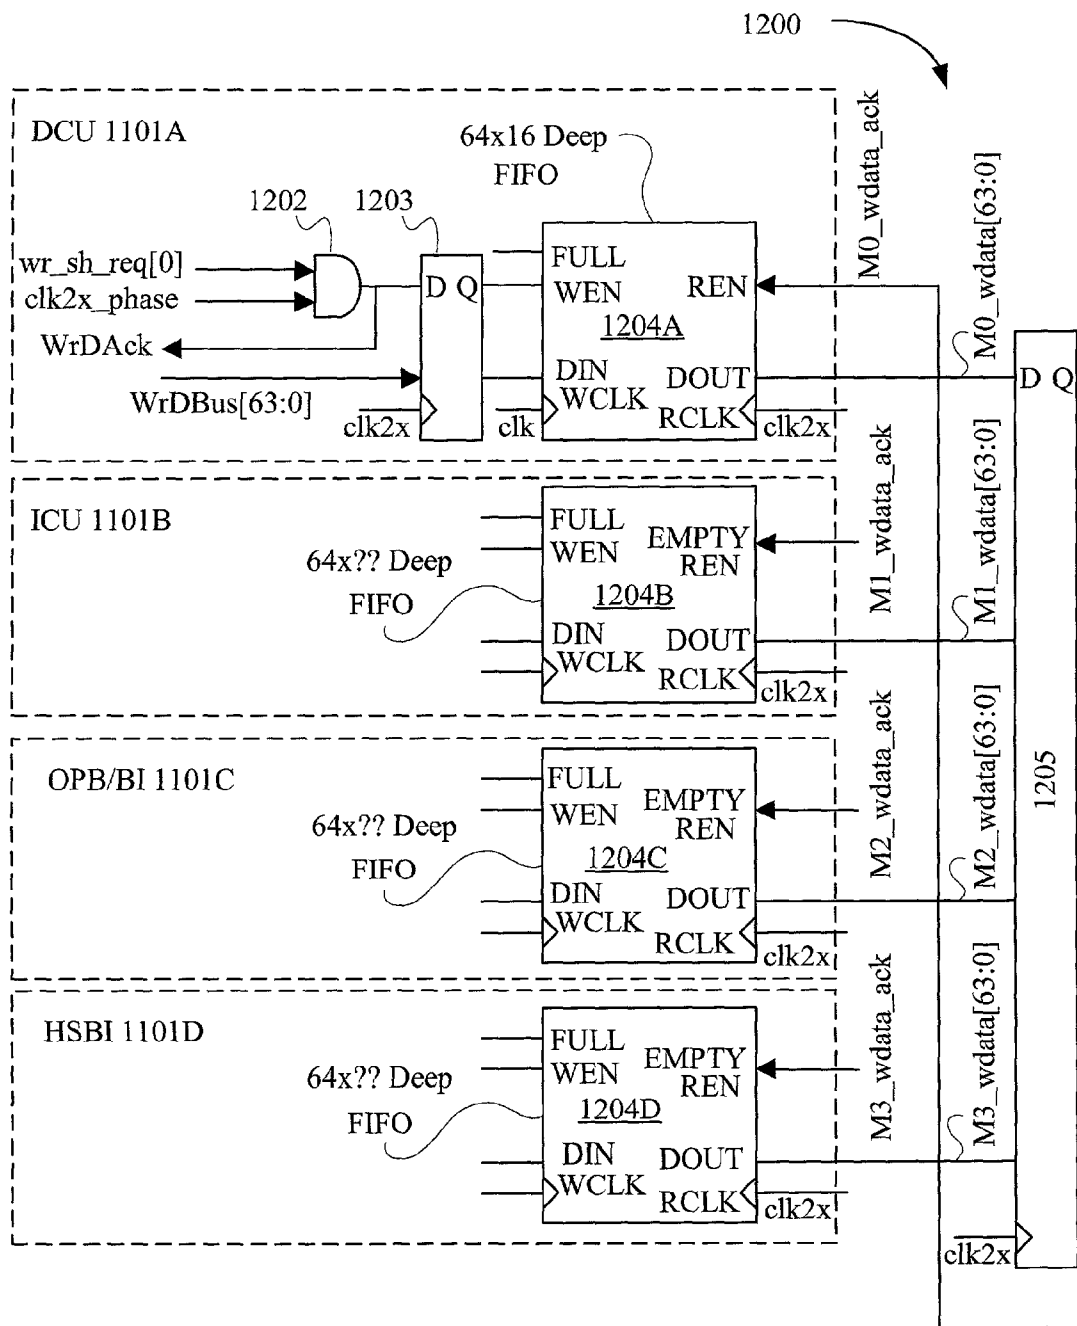 1200
DCU 1101A
64x16 Deep
FIFO
1202
1203
wr_sh_req[0]
clk2x_phase
WrDAck
WrDBus[63:0]
clk2x
D Q
clk
FULL
WEN
REN
1204A
DIN
DOUT
WCLK
RCLK
clk2x
M0_wdata_ack
M0_wdata[63:0]
D Q
ICU 1101B
64x?? Deep
FIFO
FULL
WEN
EMPTY
REN
1204B
DIN
DOUT
WCLK
RCLK
clk2x
M1_wdata_ack
M1_wdata[63:0]
OPB/BI 1101C
64x?? Deep
FIFO
FULL
WEN
EMPTY
REN
1204C
DIN
DOUT
WCLK
RCLK
clk2x
M2_wdata_ack
M2_wdata[63:0]
1205
HSBI 1101D
64x?? Deep
FIFO
FULL
WEN
EMPTY
REN
1204D
DIN
DOUT
WCLK
RCLK
clk2x
M3_wdata_ack
M3_wdata[63:0]
clk2x